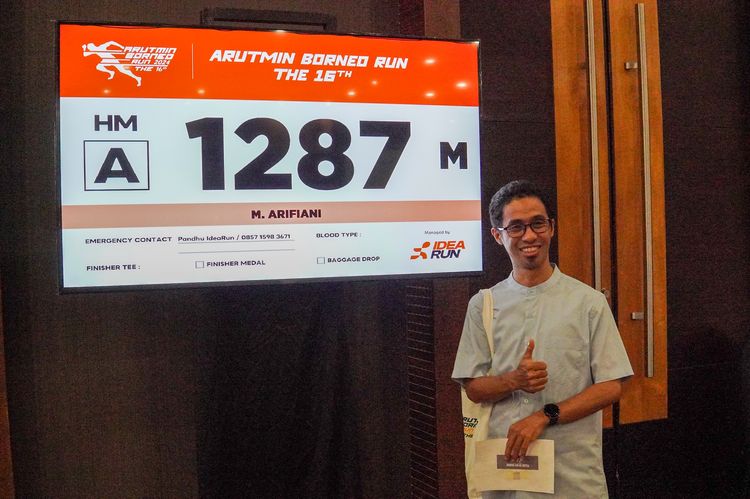 ARUTMIN
BORNEO
RUN 2024
THE 16TH
ARUTMIN BORNEO RUN
THE 16TH
HM
A
1287 M
M. ARIFIANI
EMERGENCY CONTACT Pandhu IdeaRun / 0857 1598 3671
BLOOD TYPE :
Managed by
IDEA
RUN
FINISHER TEE :
FINISHER MEDAL
BAGGAGE DROP